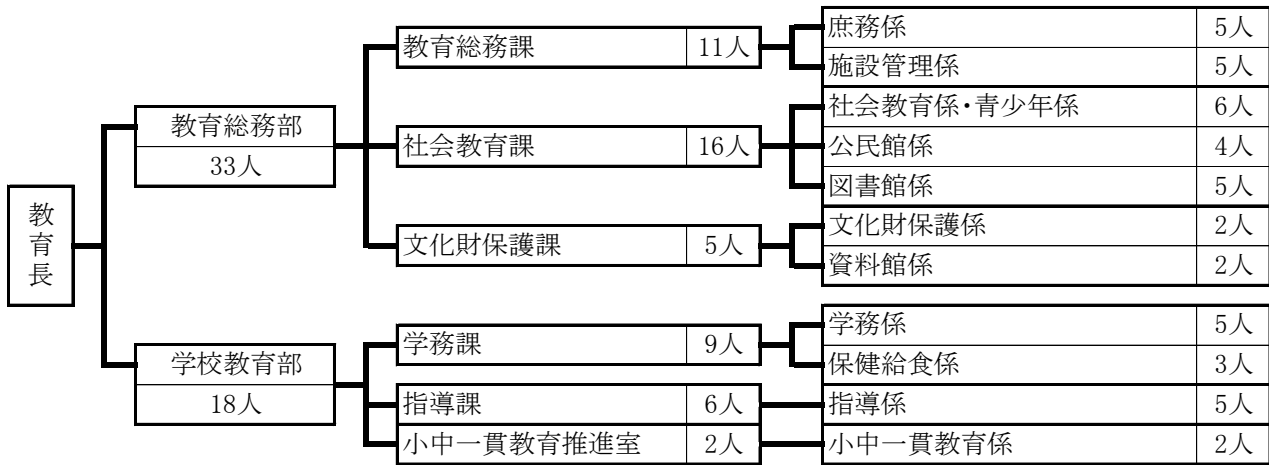 教育長
教育総務部
33人
教育総務課 11人
庶務係 5人
施設管理係 5人
社会教育課 16人
社会教育係・青少年係 6人
公民館係 4人
図書館係 5人
文化財保護課 5人
文化財保護係 2人
資料館係 2人
学校教育部
18人
学務課 9人
学務係 5人
保健給食係 3人
指導課 6人
指導係 5人
小中一貫教育推進室 2人
小中一貫教育係 2人